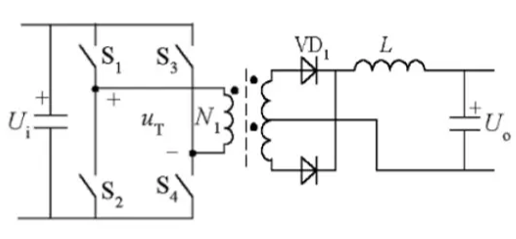 S1 S3 VD1 L
+ + +
Ui uT N1 Uo
−
S2 S4